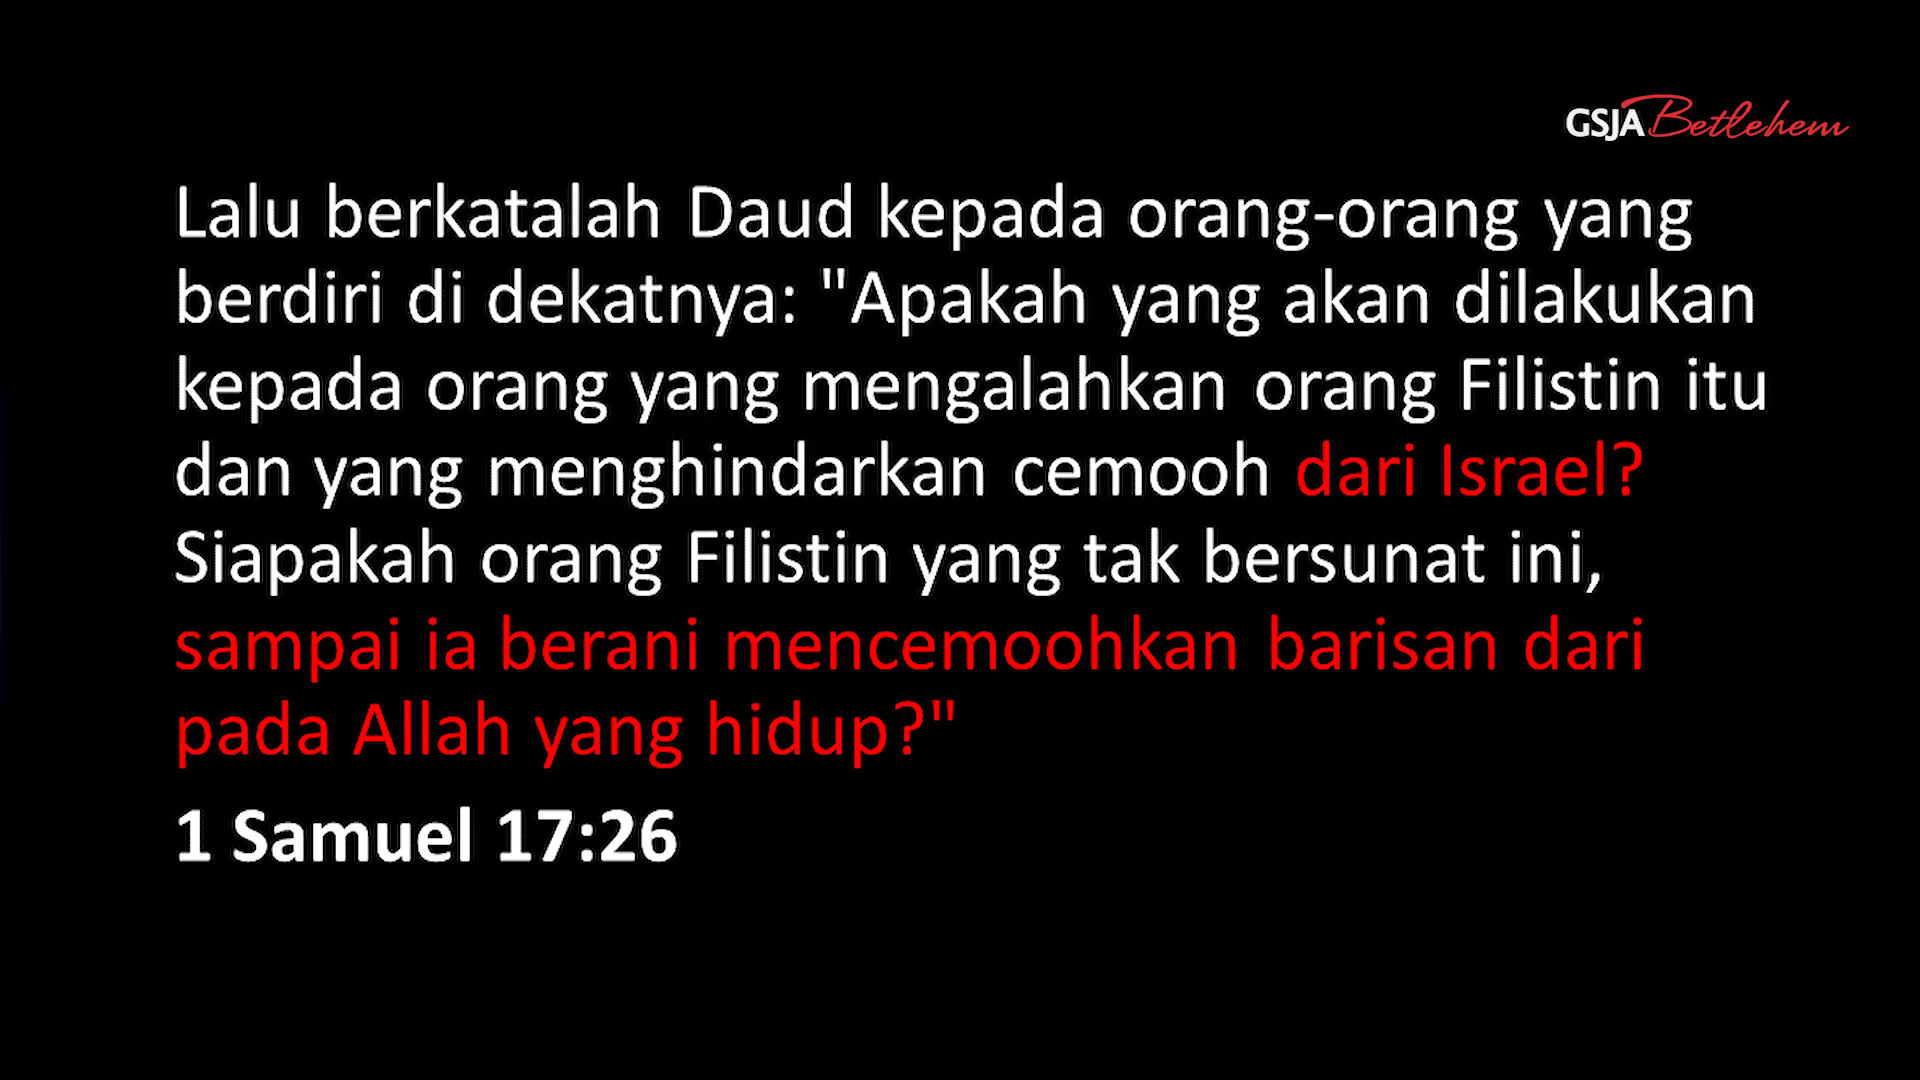 GSJA Betlehem
Lalu berkatalah Daud kepada orang-orang yang
berdiri di dekatnya: "Apakah yang akan dilakukan
kepada orang yang mengalahkan orang Filistin itu
dan yang menghindarkan cemooh dari Israel?
Siapakah orang Filistin yang tak bersunat ini,
sampai ia berani mencemoohkan barisan dari
pada Allah yang hidup?"
1 Samuel 17:26